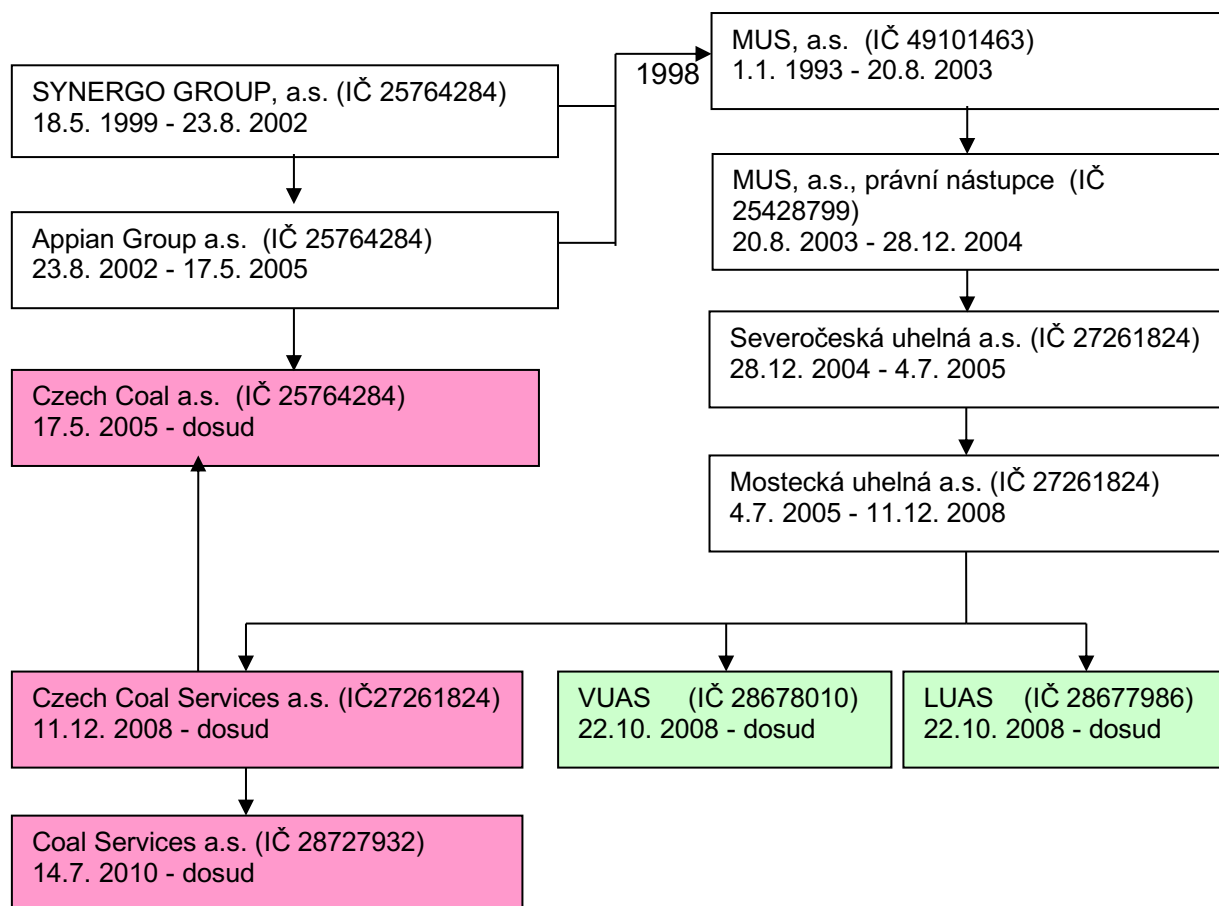 MUS, a.s.  (IČ 49101463)
1.1. 1993 - 20.8. 2003
1998
SYNERGO GROUP, a.s. (IČ 25764284)
18.5. 1999 - 23.8. 2002
MUS, a.s., právní nástupce  (IČ
25428799)
20.8. 2003 - 28.12. 2004
Appian Group a.s.  (IČ 25764284)
23.8. 2002 - 17.5. 2005
Severočeská uhelná a.s. (IČ 27261824)
28.12. 2004 - 4.7. 2005
Czech Coal a.s.  (IČ 25764284)
17.5. 2005 - dosud
Mostecká uhelná a.s. (IČ 27261824)
4.7. 2005 - 11.12. 2008
Czech Coal Services a.s. (IČ27261824)
11.12. 2008 - dosud
VUAS    (IČ 28678010)
22.10. 2008 - dosud
LUAS    (IČ 28677986)
22.10. 2008 - dosud
Coal Services a.s. (IČ 28727932)
14.7. 2010 - dosud